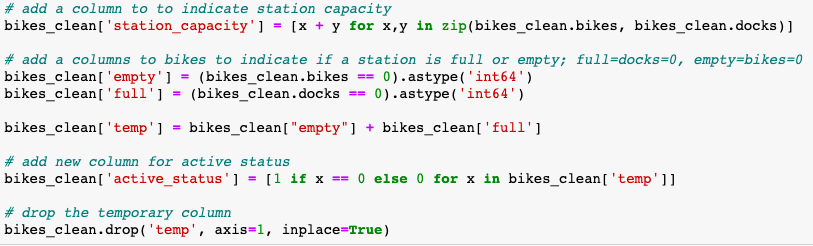 # add a column to to indicate station capacity
bikes_clean['station_capacity'] = [x + y for x,y in zip(bikes_clean.bikes, bikes_clean.docks)]
# add a columns to bikes to indicate if a station is full or empty; full=docks=0, empty=bikes=0
bikes_clean['empty'] = (bikes_clean.bikes == 0).astype('int64')
bikes_clean['full'] = (bikes_clean.docks == 0).astype('int64')
bikes_clean['temp'] = bikes_clean["empty"] + bikes_clean['full']
# add new column for active status
bikes_clean['active_status'] = [1 if x == 0 else 0 for x in bikes_clean['temp']]
# drop the temporary column
bikes_clean.drop('temp', axis=1, inplace=True)